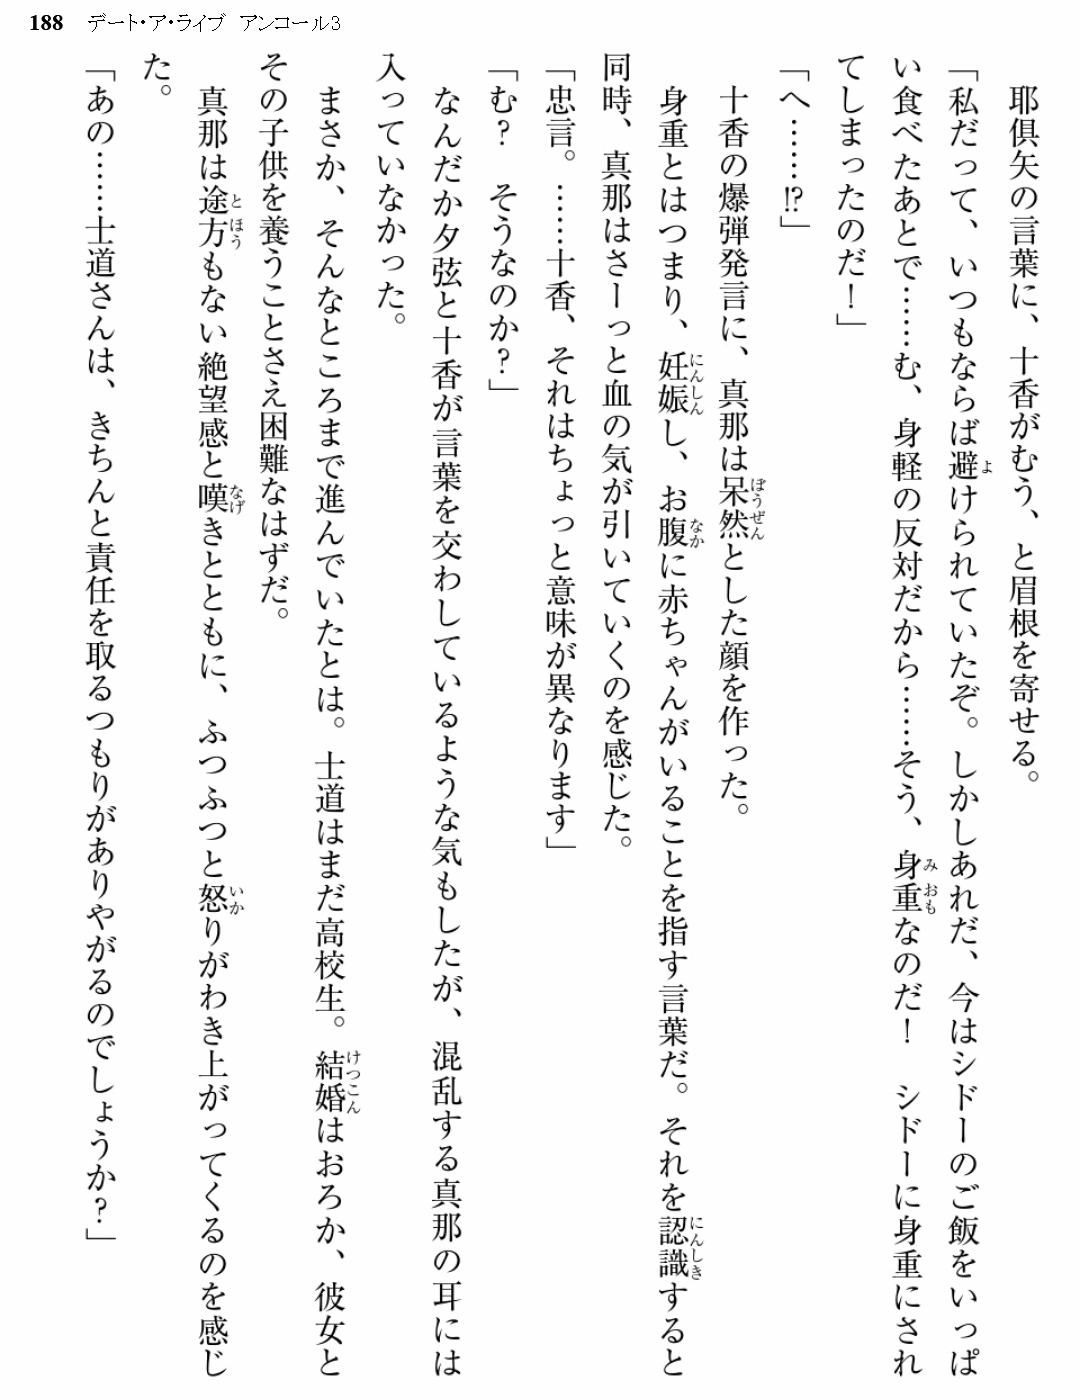 188 デート・ア・ライブ アンコール3
耶倶矢の言葉に、十香がむう、と眉根を寄せる。
「私だって、いつもならば避けられていたぞ。しかしあれだ、今はシドーのご飯をいっぱ
い食べたあとで……む、身軽の反対だから……そう、身重なのだ！　シドーに身重にされ
てしまったのだ！」
「へ……!?」
十香の爆弾発言に、真那は呆然とした顔を作った。
身重とはつまり、妊娠し、お腹に赤ちゃんがいることを指す言葉だ。それを認識すると
同時、真那はさーっと血の気が引いていくのを感じた。
「忠言。……十香、それはちょっと意味が異なります」
「む？　そうなのか？」
なんだか夕弦と十香が言葉を交わしているような気もしたが、混乱する真那の耳には
入っていなかった。
まさか、そんなところまで進んでいたとは。士道はまだ高校生。結婚はおろか、彼女と
その子供を養うことさえ困難なはずだ。
真那は途方もない絶望感と嘆きとともに、ふつふつと怒りがわき上がってくるのを感じ
た。
「あの……士道さんは、きちんと責任を取るつもりがありやがるのでしょうか？」